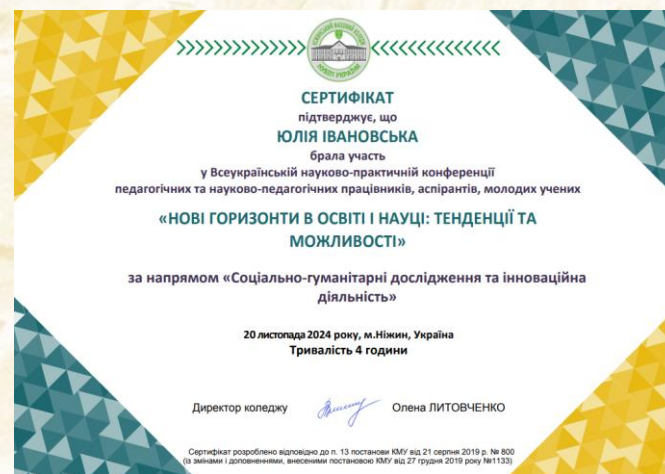 СЕРТИФІКАТ
підтверджує, що
ЮЛІЯ ІВАНОВСЬКА
брала участь
у Всеукраїнській науково-практичній конференції
педагогічних та науково-педагогічних працівників, аспірантів, молодих учених
«НОВІ ГОРИЗОНТИ В ОСВІТІ І НАУЦІ: ТЕНДЕНЦІЇ ТА
МОЖЛИВОСТІ»
за напрямом «Соціально-гуманітарні дослідження та інноваційна
діяльність»
20 листопада 2024 року, м.Ніжин, Україна
Тривалість 4 години
Директор коледжу Олена ЛИТОВЧЕНКО
Сертифікат розроблено відповідно до п. 13 постанови КМУ від 21 серпня 2019 р. № 800
(із змінами і доповненнями, внесеними постановою КМУ від 27 грудня 2019 року №1133)